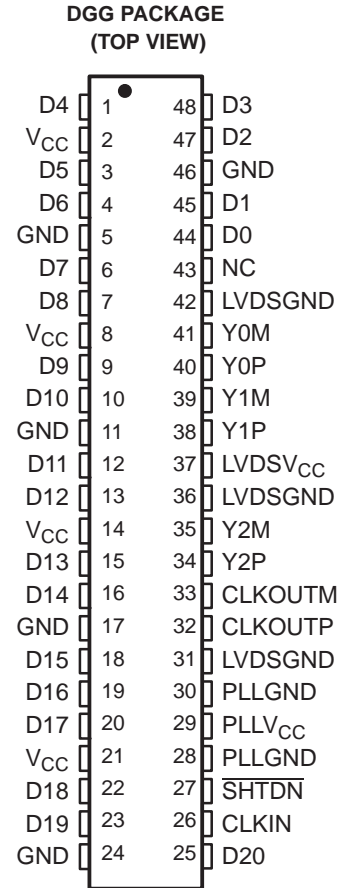 DGG PACKAGE
(TOP VIEW)
D4 1 48 D3
VCC 2 47 D2
D5 3 46 GND
D6 4 45 D1
GND 5 44 D0
D7 6 43 NC
D8 7 42 LVDSGND
VCC 8 41 Y0M
D9 9 40 Y0P
D10 10 39 Y1M
GND 11 38 Y1P
D11 12 37 LVDSVCC
D12 13 36 LVDSGND
VCC 14 35 Y2M
D13 15 34 Y2P
D14 16 33 CLKOUTM
GND 17 32 CLKOUTP
D15 18 31 LVDSGND
D16 19 30 PLLGND
D17 20 29 PLLVCC
VCC 21 28 PLLGND
D18 22 27 SHTDN
D19 23 26 CLKIN
GND 24 25 D20